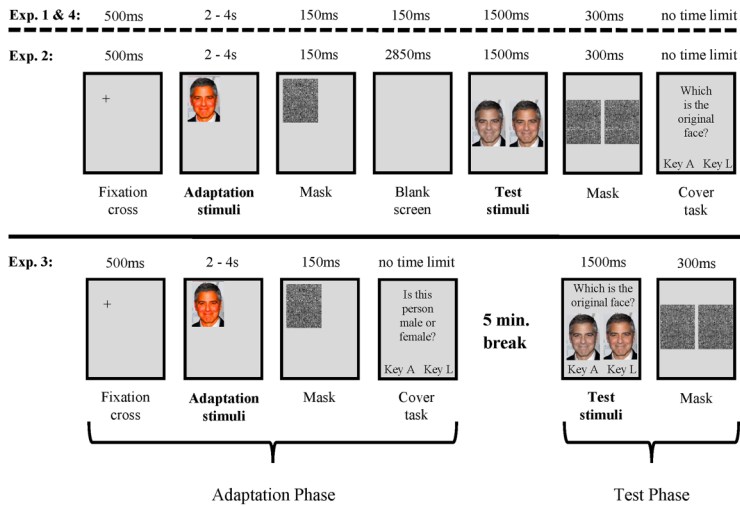 Exp. 1 & 4: 500ms 2 - 4s 150ms 150ms 1500ms 300ms no time limit
Exp. 2: 500ms 2 - 4s 150ms 2850ms 1500ms 300ms no time limit
+
Which
is the
original
face?
Key A Key L
Fixation
cross
Adaptation
stimuli
Mask
Blank
screen
Test
stimuli
Mask
Cover
task
Exp. 3: 500ms 2 - 4s 150ms no time limit 1500ms 300ms
+
Is this
person
male or
female?
Key A Key L
5 min.
break
Which is the
original face?
Key A Key L
Fixation
cross
Adaptation
stimuli
Mask
Cover
task
Test
stimuli
Mask
Adaptation Phase
Test Phase